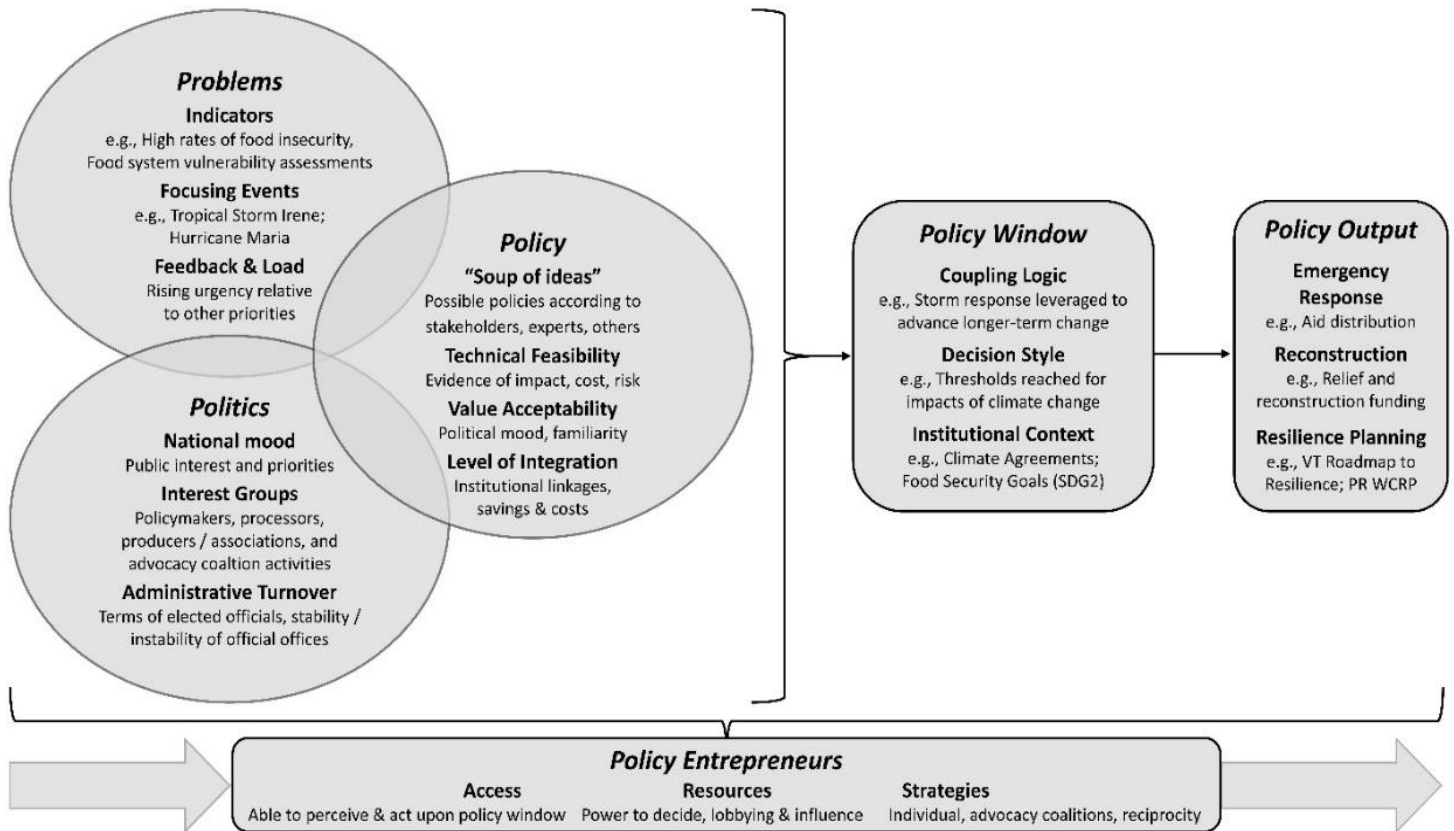 Problems
Indicators
e.g., High rates of food insecurity,
Food system vulnerability assessments
Focusing Events
e.g., Tropical Storm Irene;
Hurricane Maria
Feedback & Load
Rising urgency relative
to other priorities
Politics
National mood
Public interest and priorities
Interest Groups
Policymakers, processors,
producers / associations, and
advocacy coaltion activities
Administrative Turnover
Terms of elected officials, stability /
instability of official offices
Policy
“Soup of ideas”
Possible policies according to
stakeholders, experts, others
Technical Feasibility
Evidence of impact, cost, risk
Value Acceptability
Political mood, familiarity
Level of Integration
Institutional linkages,
savings & costs
Policy Window
Coupling Logic
e.g., Storm response leveraged to
advance longer-term change
Decision Style
e.g., Thresholds reached for
impacts of climate change
Institutional Context
e.g., Climate Agreements;
Food Security Goals (SDG2)
Policy Output
Emergency
Response
e.g., Aid distribution
Reconstruction
e.g., Relief and
reconstruction funding
Resilience Planning
e.g., VT Roadmap to
Resilience; PR WCRP
Policy Entrepreneurs
Access
Able to perceive & act upon policy window
Resources
Power to decide, lobbying & influence
Strategies
Individual, advocacy coalitions, reciprocity